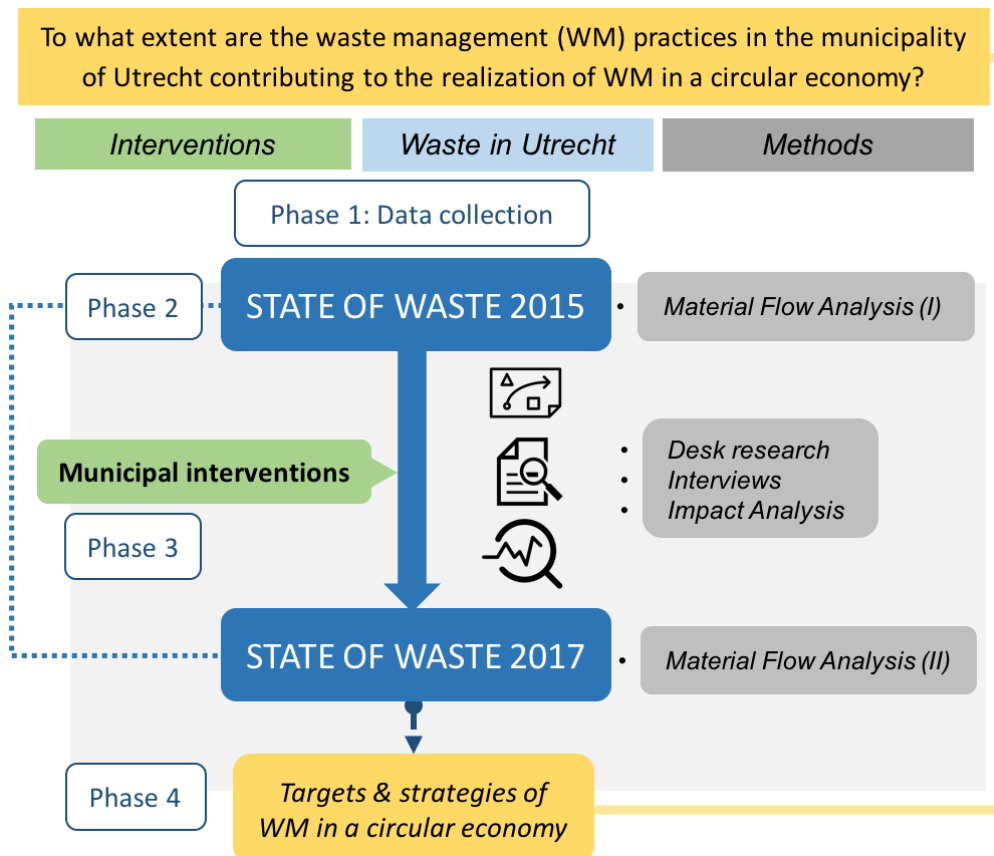 To what extent are the waste management (WM) practices in the municipality
of Utrecht contributing to the realization of WM in a circular economy?
Interventions
Waste in Utrecht
Methods
Phase 1: Data collection
Phase 2
STATE OF WASTE 2015
• Material Flow Analysis (I)
Municipal interventions
• Desk research
• Interviews
• Impact Analysis
Phase 3
STATE OF WASTE 2017
• Material Flow Analysis (II)
Phase 4
Targets & strategies of
WM in a circular economy